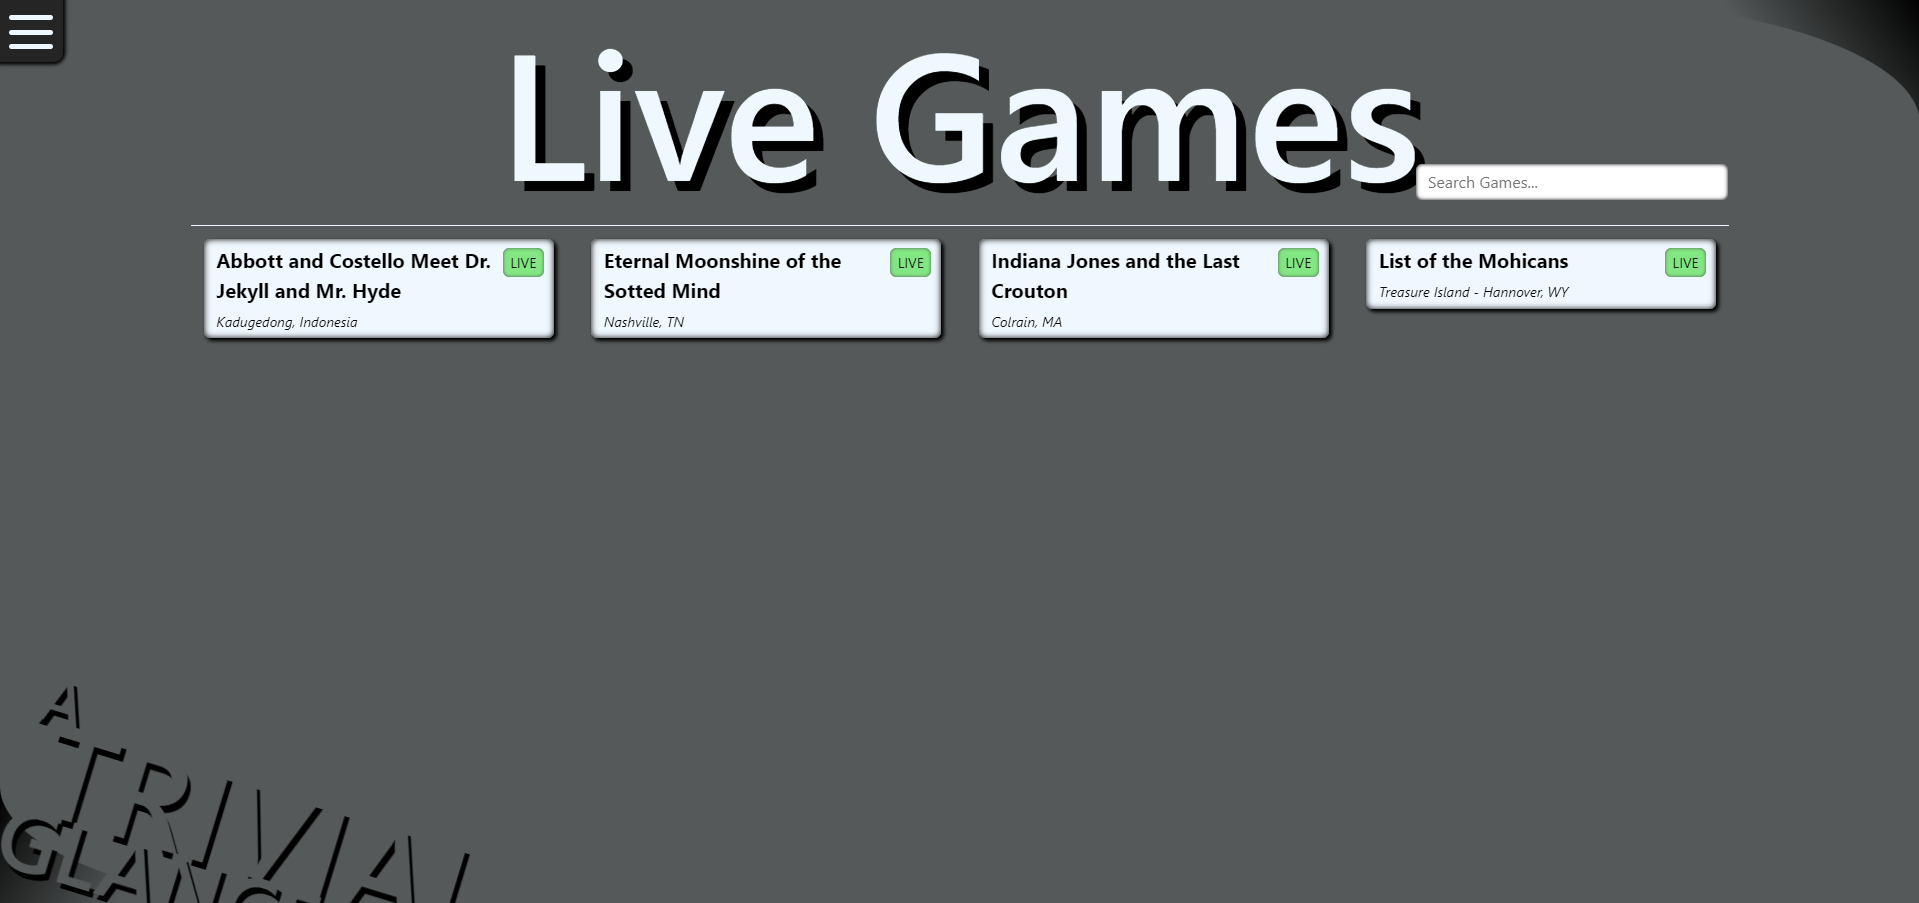 Live Games
Search Games...
Abbott and Costello Meet Dr.
Jekyll and Mr. Hyde
LIVE
Kadugedong, Indonesia
Eternal Moonshine of the
Sotted Mind
LIVE
Nashville, TN
Indiana Jones and the Last
Crouton
LIVE
Colrain, MA
List of the Mohicans
LIVE
Treasure Island - Hannover, WY
A
TRIVIAL